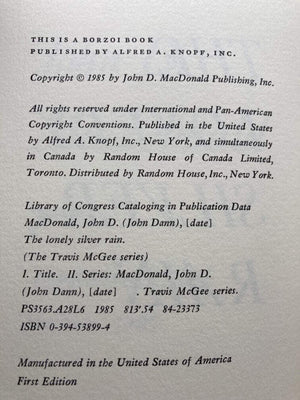 THIS IS A BORZOI BOOK
PUBLISHED BY ALFRED A. KNOPF, INC.
Copyright © 1985 by John D. MacDonald Publishing, Inc.
All rights reserved under International and Pan-American
Copyright Conventions. Published in the United States
by Alfred A. Knopf, Inc., New York, and simultaneously
in Canada by Random House of Canada Limited,
Toronto. Distributed by Random House, Inc., New York.
Library of Congress Cataloging in Publication Data
MacDonald, John D. (John Dann), [date]
The lonely silver rain.
(The Travis McGee series)
I. Title. II. Series: MacDonald, John D.
(John Dann), [date] . Travis McGee series.
PS3563.A28L6 1985 813'.54 84-23373
ISBN 0-394-53899-4
Manufactured in the United States of America
First Edition